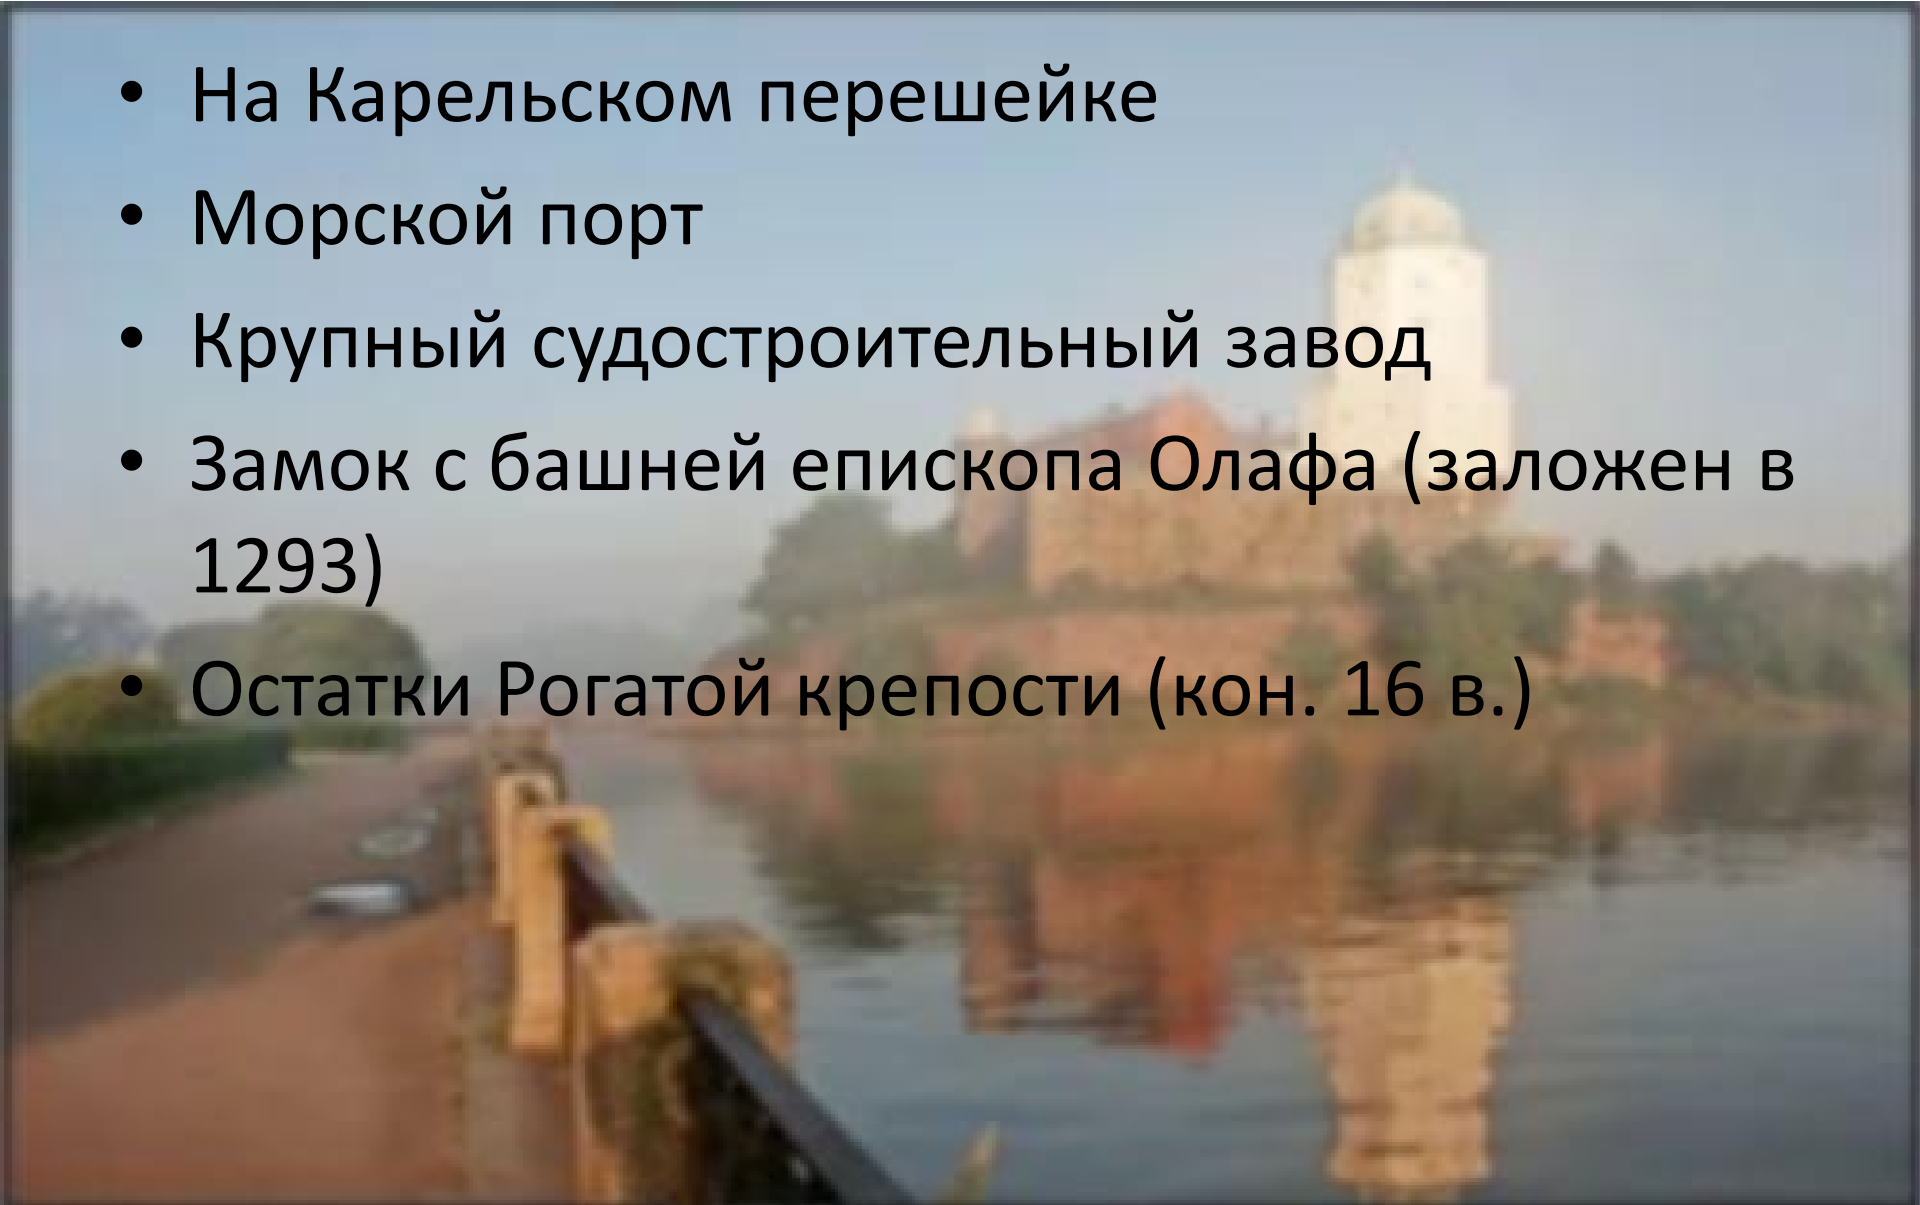 • На Карельском перешейке
• Морской порт
• Крупный судостроительный завод
• Замок с башней епископа Олафа (заложен в
1293)
• Остатки Рогатой крепости (кон. 16 в.)